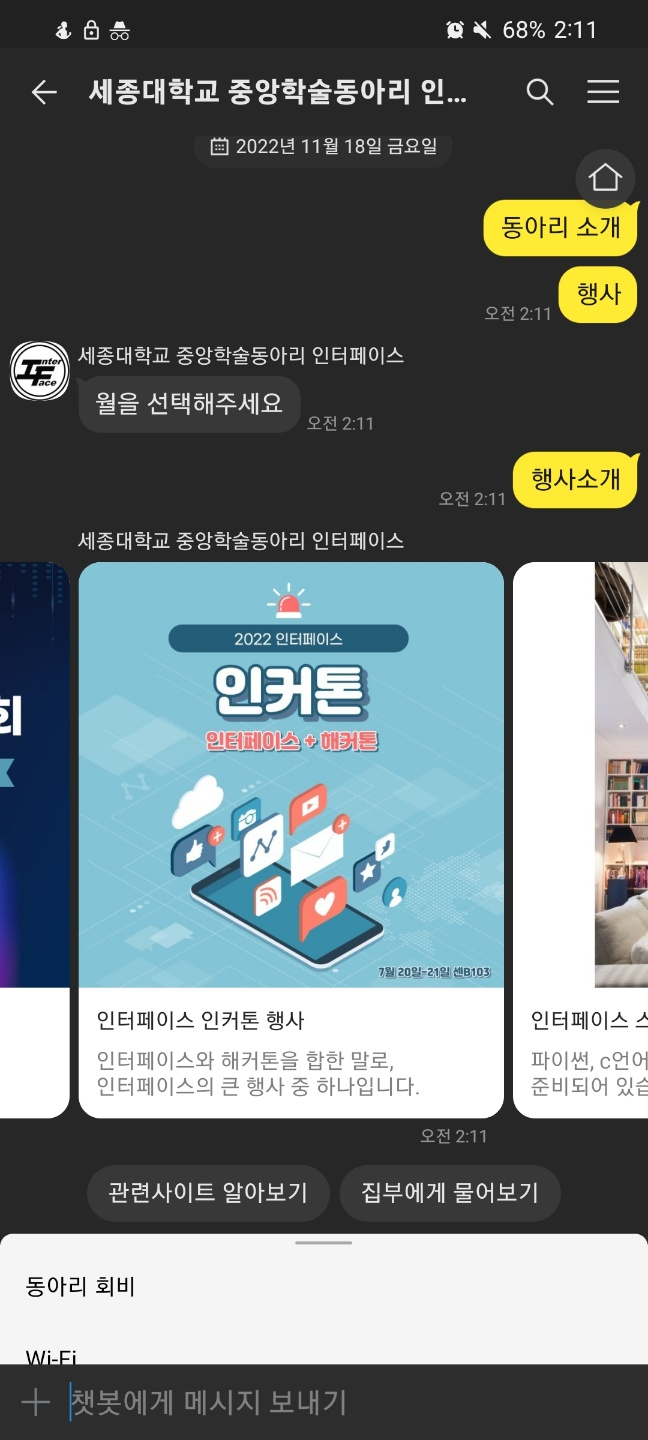 68% 2:11
세종대학교 중앙학술동아리 인...
2022년 11월 18일 금요일
동아리 소개
행사
오전 2:11
Inter
Face
세종대학교 중앙학술동아리 인터페이스
월을 선택해주세요
오전 2:11
행사소개
오전 2:11
세종대학교 중앙학술동아리 인터페이스
회
2022 인터페이스
인커톤
인터페이스 + 해커톤
7월 20일-21일 센B103
인터페이스 인커톤 행사
인터페이스와 해커톤을 합한 말로,
인터페이스의 큰 행사 중 하나입니다.
인터페이스 스
파이썬, c언어
준비되어 있습
오전 2:11
관련사이트 알아보기
집부에게 물어보기
동아리 회비
Wi-Fi
챗봇에게 메시지 보내기